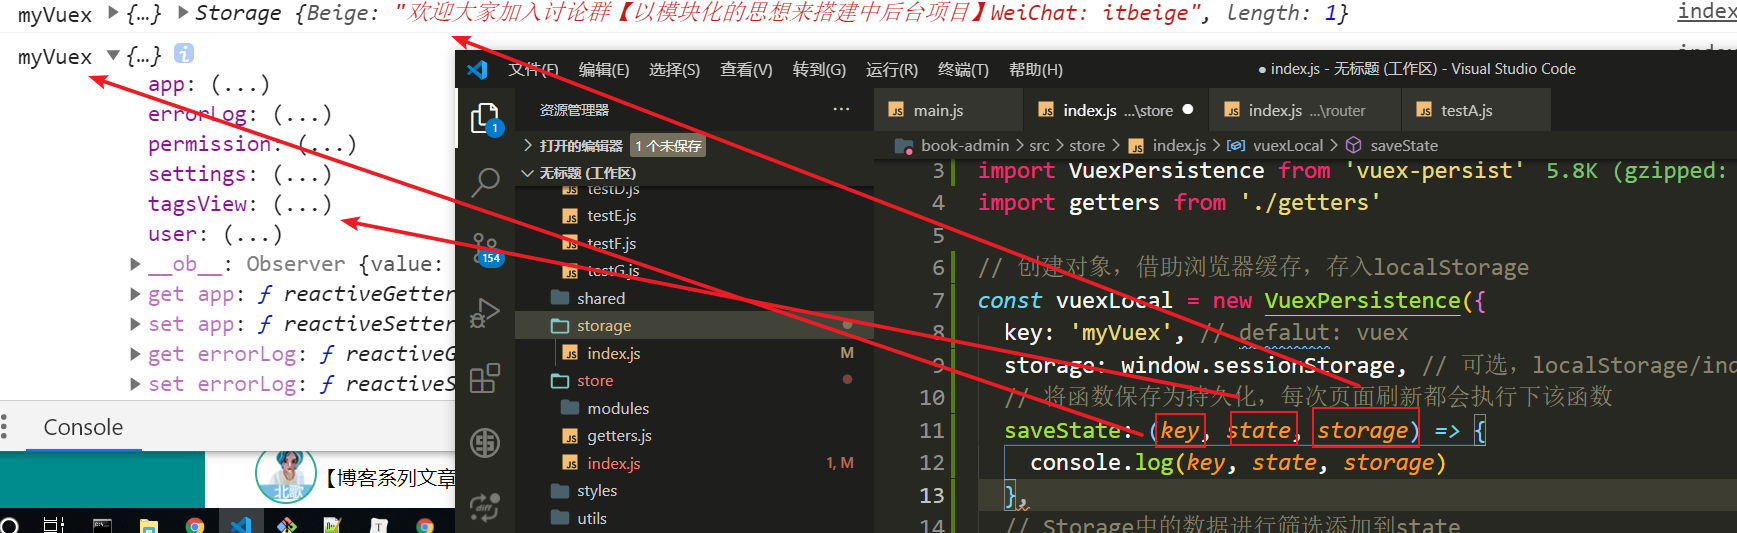 myVuex ▶{…} ▶Storage {Beige: "欢迎大家加入讨论群【以模块化的思想来搭建中后台项目】WeiChat: itbeige", length: 1}
index
myVuex ▼{…} i
app: (...)
errorLog: (...)
permission: (...)
settings: (...)
tagsView: (...)
user: (...)
▶__ob__: Observer {value:
▶get app: ƒ reactiveGetter
▶set app: ƒ reactiveSetter
▶get errorLog: ƒ reactiveG
▶set errorLog: ƒ reactiveS
Console
【博客系列文章
北歌
文件(F) 编辑(E) 选择(S) 查看(V) 转到(G) 运行(R) 终端(T) 帮助(H)
● index.js - 无标题 (工作区) - Visual Studio Code
资源管理器 ···
1
154
打开的编辑器 1 个未保存
无标题 (工作区)
testD.js
testE.js
testF.js
testG.js
shared
storage
index.js M
store
modules
getters.js
index.js 1, M
styles
utils
main.js
index.js ...\store ●
index.js ...\router
testA.js
book-admin > src > store > index.js > vuexLocal > saveState
3 import VuexPersistence from 'vuex-persist' 5.8K (gzipped:
4 import getters from './getters'
5
6 // 创建对象，借助浏览器缓存，存入localStorage
7 const vuexLocal = new VuexPersistence({
8 key: 'myVuex', // defalut: vuex
9 storage: window.sessionStorage, // 可选，localStorage/ind
10 // 将函数保存为持久化，每次页面刷新都会执行下该函数
11 saveState: (key, state, storage) => {
12 console.log(key, state, storage)
13 },
14 // Storage中的数据进行筛选添加到state